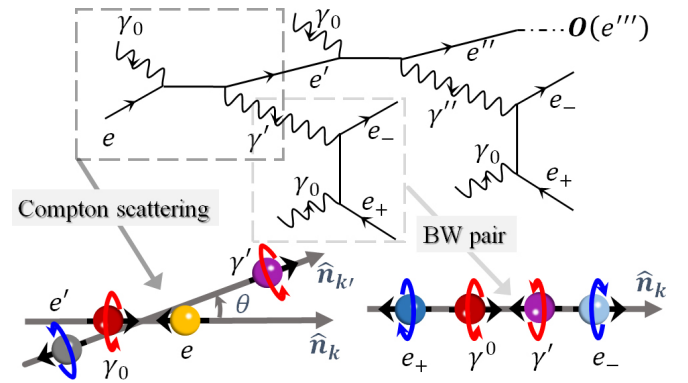 γ₀ γ₀ e′ e″ O(e‴)
e γ′ e₋ γ″ e₋
γ₀ e₊ γ₀ e₊
Compton scattering
BW pair
e′ γ₀ e γ′ θ n̂ₖ′ n̂ₖ
e₊ γ⁰ γ′ e₋ n̂ₖ